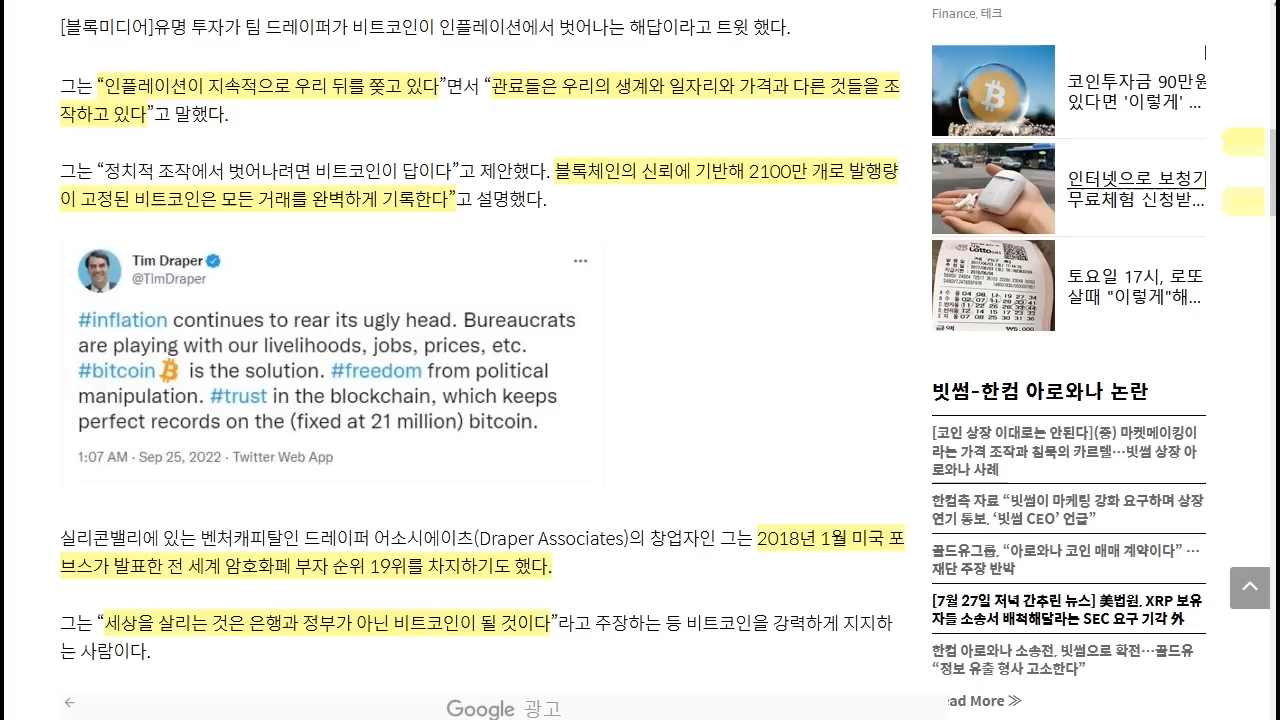 [블록미디어]유명 투자가 팀 드레이퍼가 비트코인이 인플레이션에서 벗어나는 해답이라고 트윗 했다.
그는 “인플레이션이 지속적으로 우리 뒤를 쫒고 있다”면서 “관료들은 우리의 생계와 일자리와 가격과 다른 것들을 조
작하고 있다”고 말했다.
그는 “정치적 조작에서 벗어나려면 비트코인이 답이다”고 제안했다. 블록체인의 신뢰에 기반해 2100만 개로 발행량
이 고정된 비트코인은 모든 거래를 완벽하게 기록한다”고 설명했다.
Tim Draper
@TimDraper
#inflation continues to rear its ugly head. Bureaucrats
are playing with our livelihoods, jobs, prices, etc.
#bitcoin is the solution. #freedom from political
manipulation. #trust in the blockchain, which keeps
perfect records on the (fixed at 21 million) bitcoin.
1:07 AM · Sep 25, 2022 · Twitter Web App
실리콘밸리에 있는 벤처캐피탈인 드레이퍼 어소시에이츠(Draper Associates)의 창업자인 그는 2018년 1월 미국 포
브스가 발표한 전 세계 암호화폐 부자 순위 19위를 차지하기도 했다.
그는 “세상을 살리는 것은 은행과 정부가 아닌 비트코인이 될 것이다”라고 주장하는 등 비트코인을 강력하게 지지하
는 사람이다.
Google 광고
Finance, 테크
코인투자금 90만원
있다면 '이렇게' ...
인터넷으로 보청기
무료체험 신청받...
Lotto
토요일 17시, 로또
살때 "이렇게"해...
빗썸-한컴 아로와나 논란
[코인 상장 이대로는 안된다](중) 마켓메이킹이
라는 가격 조작과 침묵의 카르텔…빗썸 상장 아
로와나 사례
한컴측 자료 “빗썸이 마케팅 강화 요구하며 상장
연기 통보, ‘빗썸 CEO’ 언급”
골드유그룹, “아로와나 코인 매매 계약이다” …
재단 주장 반박
[7월 27일 저녁 간추린 뉴스] 美법원, XRP 보유
자들 소송서 배척해달라는 SEC 요구 기각 外
한컴 아로와나 소송전, 빗썸으로 확전…골드유
“정보 유출 형사 고소한다”
ead More ≫